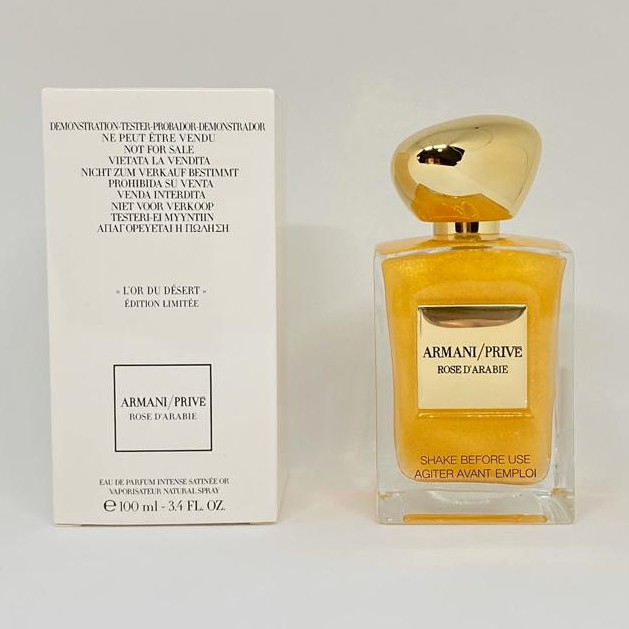 DEMONSTRATION-TESTER-PROBADOR-DEMONSTRADOR
NE PEUT ÊTRE VENDU
NOT FOR SALE
VIETATA LA VENDITA
NICHT ZUM VERKAUF BESTIMMT
PROHIBIDA SU VENTA
VENDA INTERDITA
NIET VOOR VERKOOP
TESTERI-EI MYYNTIIN
ΑΠΑΓ ΟΡΕΥΕΤΑΙ Η ΠΩΛΗΣΗ
« L'OR DU DÉSERT »
ÉDITION LIMITÉE
ARMANI/PRIVE
ROSE D'ARABIE
EAU DE PARFUM INTENSE SATINÉE OR
VAPORISATEUR NATURAL SPRAY
℮100 ml - 3.4 FL. OZ.
ARMANI/PRIVE
ROSE D'ARABIE
SHAKE BEFORE USE
AGITER AVANT EMPLOI